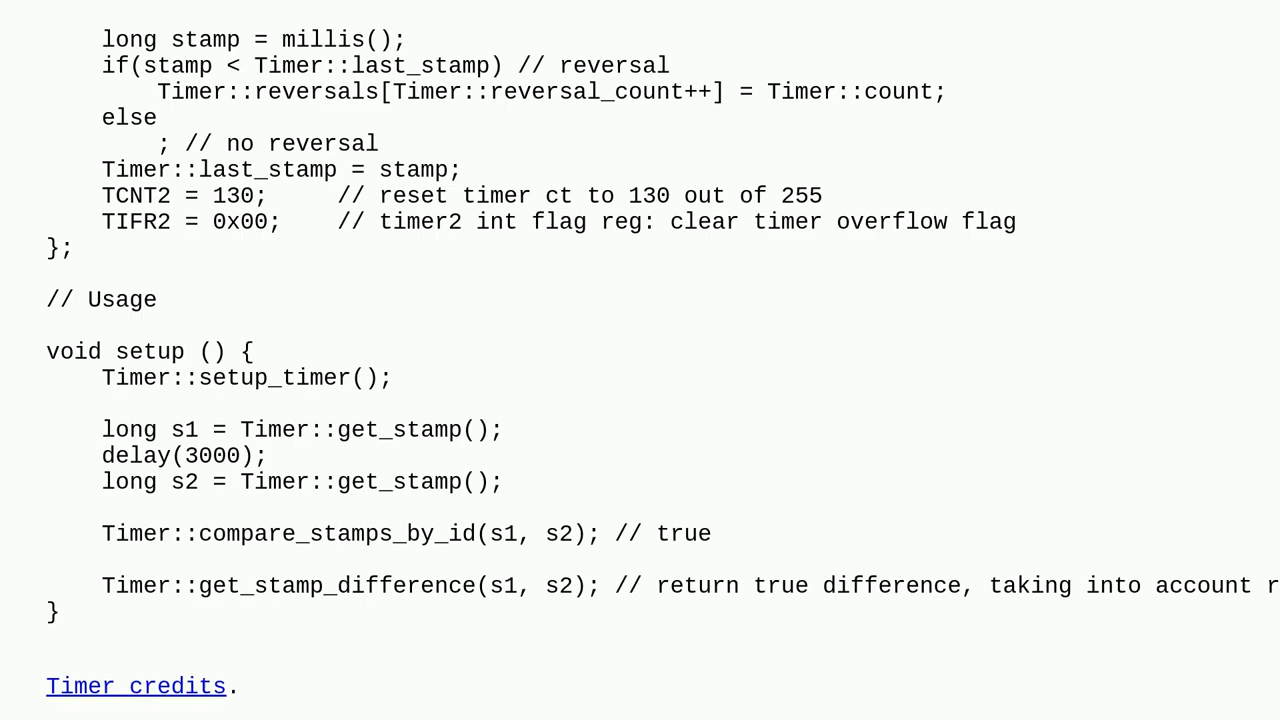 long stamp = millis();
if(stamp < Timer::last_stamp) // reversal
Timer::reversals[Timer::reversal_count++] = Timer::count;
else
; // no reversal
Timer::last_stamp = stamp;
TCNT2 = 130;     // reset timer ct to 130 out of 255
TIFR2 = 0x00;    // timer2 int flag reg: clear timer overflow flag
};
// Usage
void setup () {
Timer::setup_timer();
long s1 = Timer::get_stamp();
delay(3000);
long s2 = Timer::get_stamp();
Timer::compare_stamps_by_id(s1, s2); // true
Timer::get_stamp_difference(s1, s2); // return true difference, taking into account
}
Timer credits.